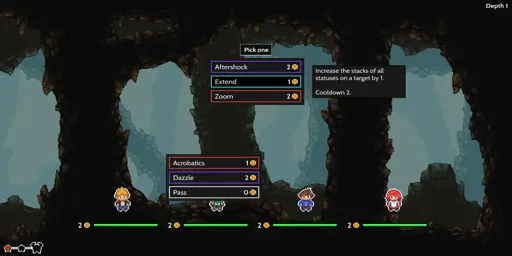 Depth 1
Pick one
Aftershock 2
Extend 1
Zoom 2
Increase the stacks of all
statuses on a target by 1.
Cooldown 2.
Acrobatics 1
Dazzle 2
Pass 0
2 2 2 2